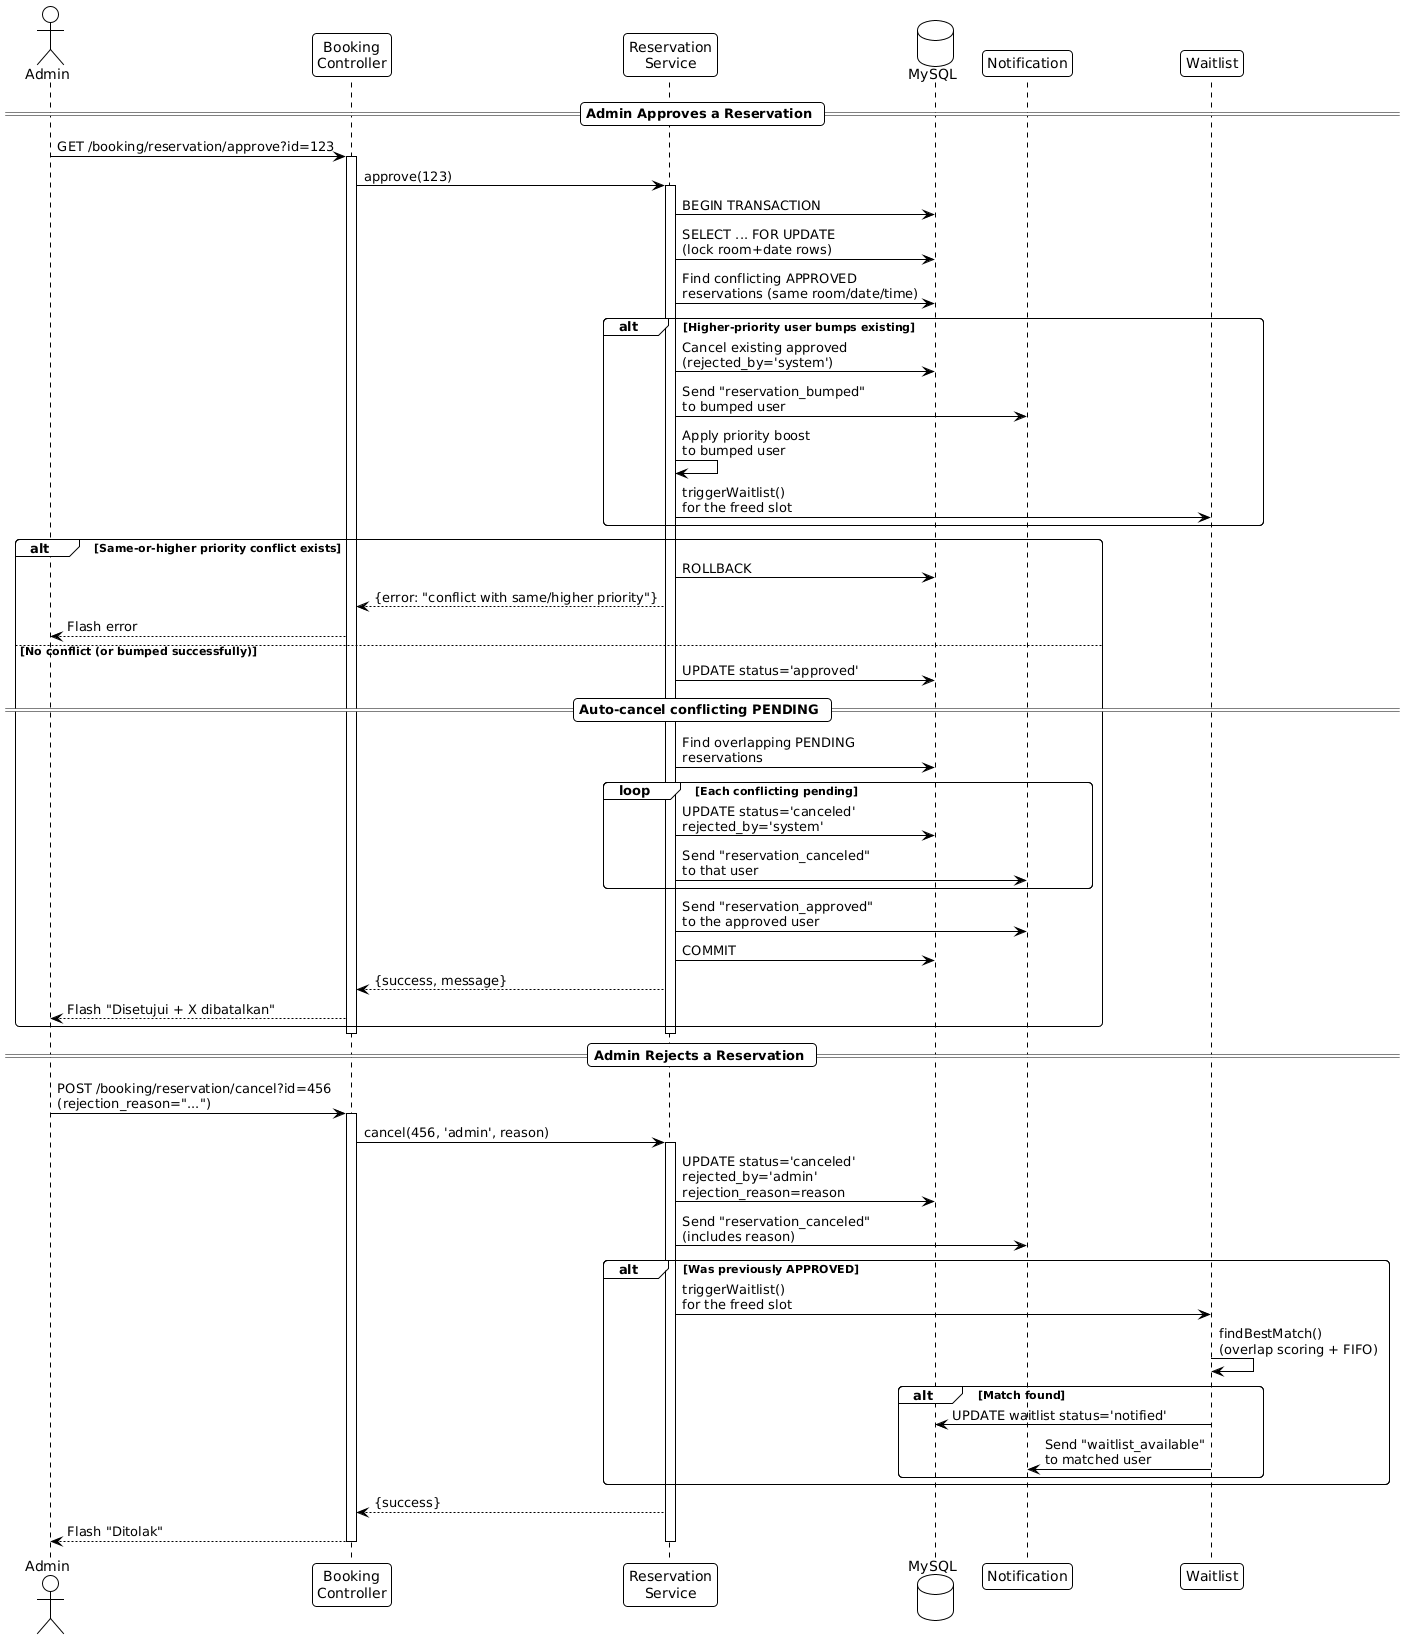 Admin
Booking
Controller
Reservation
Service
MySQL
Notification
Waitlist
Admin Approves a Reservation
GET /booking/reservation/approve?id=123
approve(123)
BEGIN TRANSACTION
SELECT ... FOR UPDATE
(lock room+date rows)
Find conflicting APPROVED
reservations (same room/date/time)
alt [Higher-priority user bumps existing]
Cancel existing approved
(rejected_by='system')
Send "reservation_bumped"
to bumped user
Apply priority boost
to bumped user
triggerWaitlist()
for the freed slot
alt [Same-or-higher priority conflict exists]
ROLLBACK
{error: "conflict with same/higher priority"}
Flash error
[No conflict (or bumped successfully)]
UPDATE status='approved'
Auto-cancel conflicting PENDING
Find overlapping PENDING
reservations
loop [Each conflicting pending]
UPDATE status='canceled'
rejected_by='system'
Send "reservation_canceled"
to that user
Send "reservation_approved"
to the approved user
COMMIT
{success, message}
Flash "Disetujui + X dibatalkan"
Admin Rejects a Reservation
POST /booking/reservation/cancel?id=456
(rejection_reason="...")
cancel(456, 'admin', reason)
UPDATE status='canceled'
rejected_by='admin'
rejection_reason=reason
Send "reservation_canceled"
(includes reason)
alt [Was previously APPROVED]
triggerWaitlist()
for the freed slot
findBestMatch()
(overlap scoring + FIFO)
alt [Match found]
UPDATE waitlist status='notified'
Send "waitlist_available"
to matched user
{success}
Flash "Ditolak"
Admin
Booking
Controller
Reservation
Service
MySQL
Notification
Waitlist